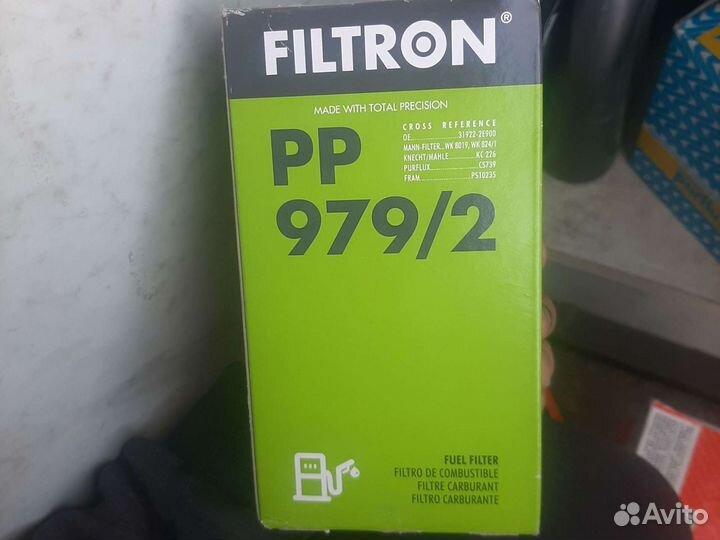 FILTRON®
MADE WITH TOTAL PRECISION
PP
979/2
CROSS REFERENCE
OE...............31922-2E900
MANN-FILTER...WK 8019, WK 824/1
KNECHT/MAHLE..........KC 226
PURFLUX.................CS739
FRAM.................PS10235
FUEL FILTER
FILTRO DE COMBUSTIBLE
FILTRE CARBURANT
FILTRO CARBURANTE
Avito